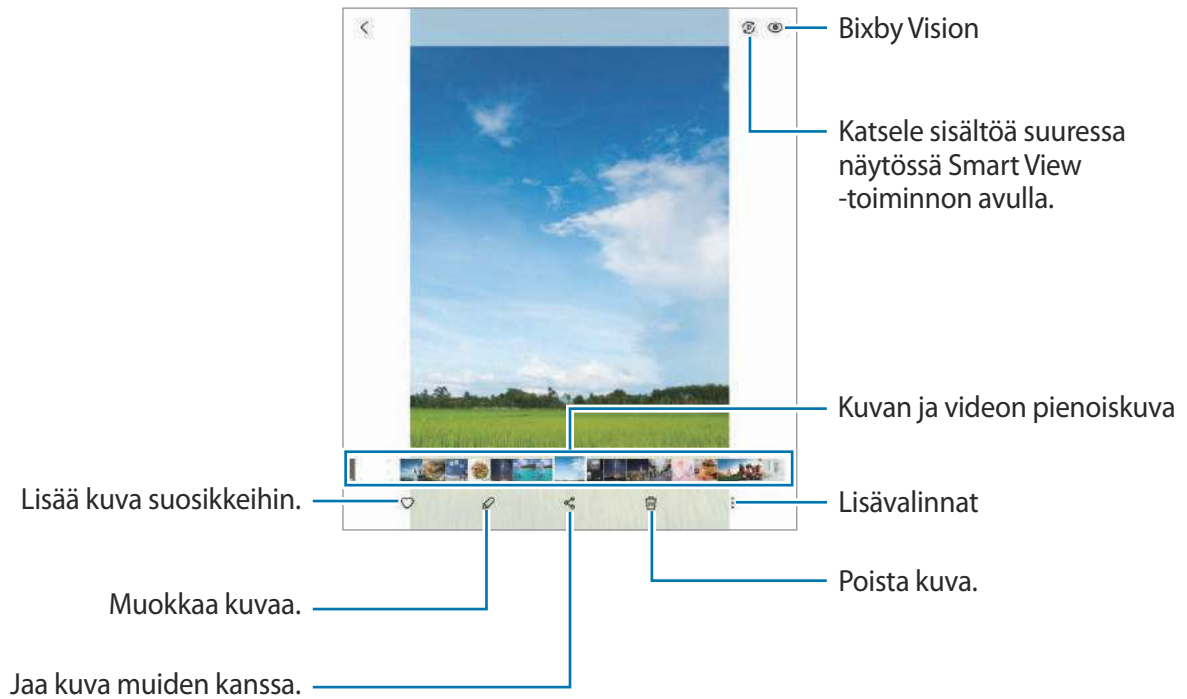 Bixby Vision
Katsele sisältöä suuressa
näytössä Smart View
-toiminnon avulla.
Kuvan ja videon pienoiskuva
Lisää kuva suosikkeihin.
Lisävalinnat
Poista kuva.
Muokkaa kuvaa.
Jaa kuva muiden kanssa.